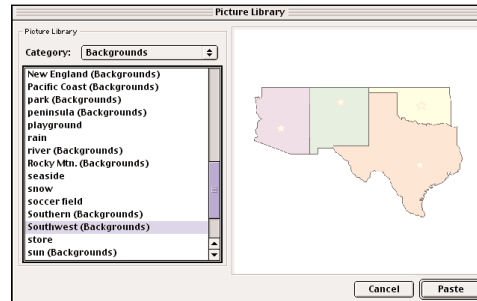 Picture Library
Picture Library
Category: Backgrounds
New England (Backgrounds)
Pacific Coast (Backgrounds)
park (Backgrounds)
peninsula (Backgrounds)
playground
rain
river (Backgrounds)
Rocky Mtn. (Backgrounds)
seaside
snow
soccer field
Southern (Backgrounds)
Southwest (Backgrounds)
store
sun (Backgrounds)
Cancel Paste